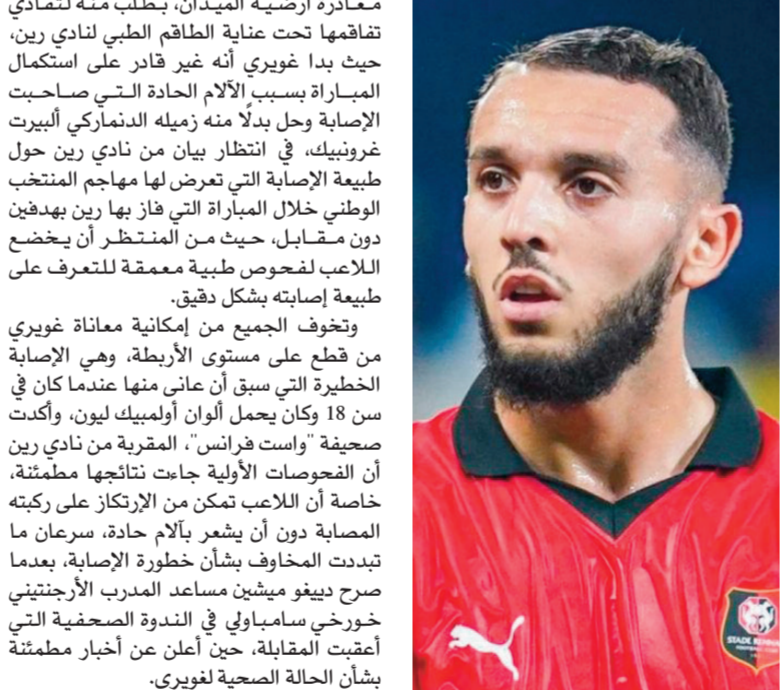 مغادرة أرضية الميدان، بطلب منه لتفادي
تفاقمها تحت عناية الطاقم الطبي لنادي رين،
حيث بدا غويري أنه غير قادر على استكمال
المباراة بسبب الآلام الحادة التي صاحبت
الإصابة وحل بدلًا منه زميله الدنماركي ألبيرت
غرونبيك، في انتظار بيان من نادي رين حول
طبيعة الإصابة التي تعرض لها مهاجم المنتخب
الوطني خلال المباراة التي فاز بها رين بهدفين
دون مقابل، حيث من المنتظر أن يخضع
اللاعب لفحوص طبية معمقة للتعرف على
طبيعة إصابته بشكل دقيق.
وتخوف الجميع من إمكانية معاناة غويري
من قطع على مستوى الأربطة، وهي الإصابة
الخطيرة التي سبق أن عانى منها عندما كان في
سن 18 وكان يحمل ألوان أولمبيك ليون، وأكدت
صحيفة "واست فرانس"، المقربة من نادي رين
أن الفحوصات الأولية جاءت نتائجها مطمئنة،
خاصة أن اللاعب تمكن من الإرتكاز على ركبته
المصابة دون أن يشعر بآلام حادة، سرعان ما
تبددت المخاوف بشأن خطورة الإصابة، بعدما
صرح دييغو ميشين مساعد المدرب الأرجنتيني
خورخي سامباولي في الندوة الصحفية التي
أعقبت المقابلة، حين أعلن عن أخبار مطمئنة
بشأن الحالة الصحية لغويري.
STADE RENNAIS